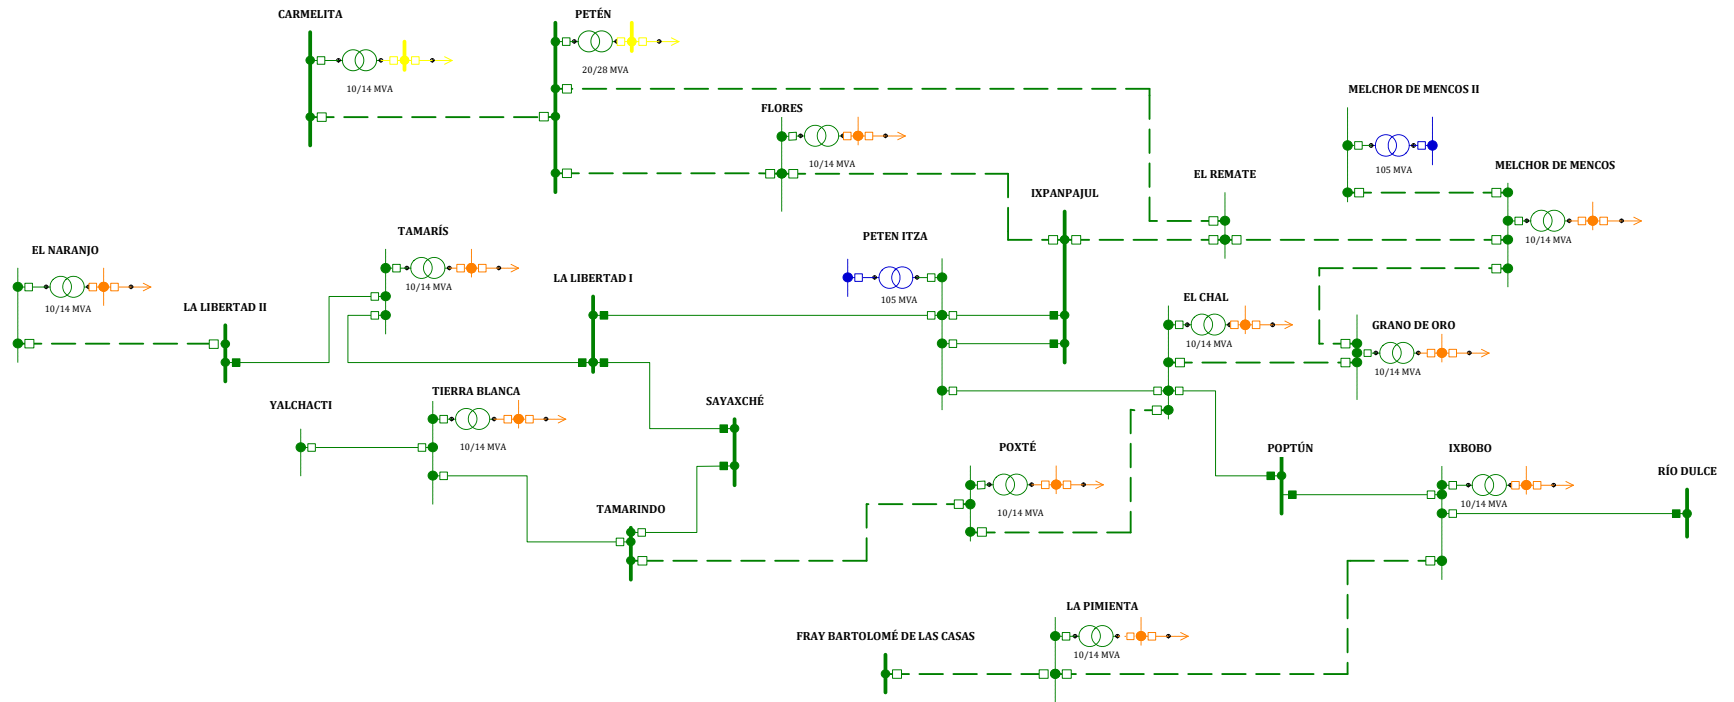 CARMELITA
PETÉN
10/14 MVA
20/28 MVA
FLORES
10/14 MVA
MELCHOR DE MENCOS II
105 MVA
MELCHOR DE MENCOS
10/14 MVA
EL REMATE
IXPANPAJUL
PETEN ITZA
105 MVA
TAMARÍS
10/14 MVA
EL NARANJO
10/14 MVA
LA LIBERTAD II
LA LIBERTAD I
EL CHAL
10/14 MVA
GRANO DE ORO
10/14 MVA
TIERRA BLANCA
10/14 MVA
YALCHACTI
SAYAXCHÉ
POXTÉ
10/14 MVA
POPTÚN
IXBOBO
10/14 MVA
RÍO DULCE
TAMARINDO
LA PIMIENTA
10/14 MVA
FRAY BARTOLOMÉ DE LAS CASAS